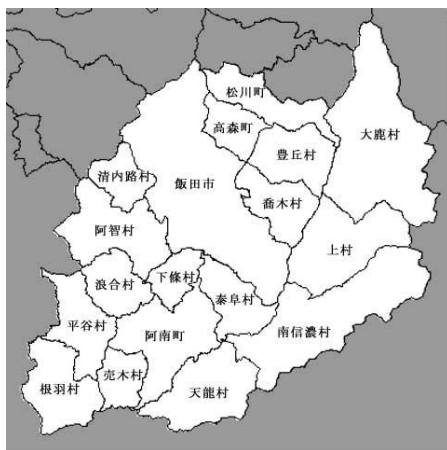 松川町
大鹿村
高森町
豊丘村
清内路村
飯田市
喬木村
阿智村
上村
浪合村
下條村
泰阜村
平谷村
阿南町
南信濃村
売木村
根羽村
天龍村